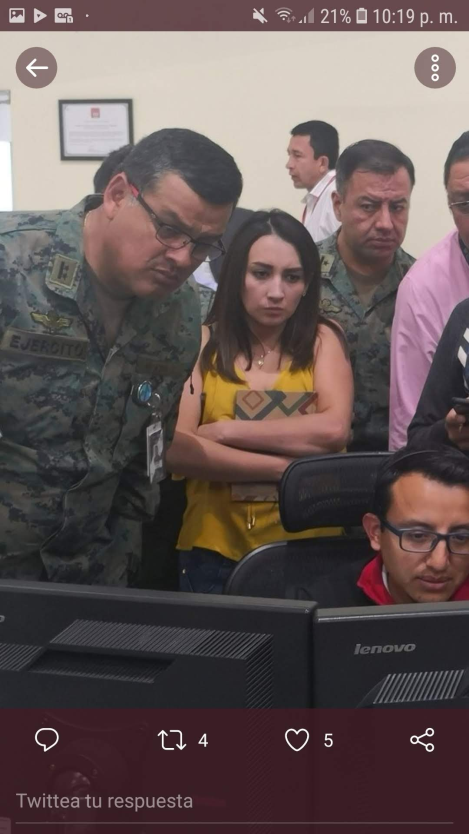 21% 10:19 p. m.
EJERCITO
lenovo
4
5
Twittea tu respuesta